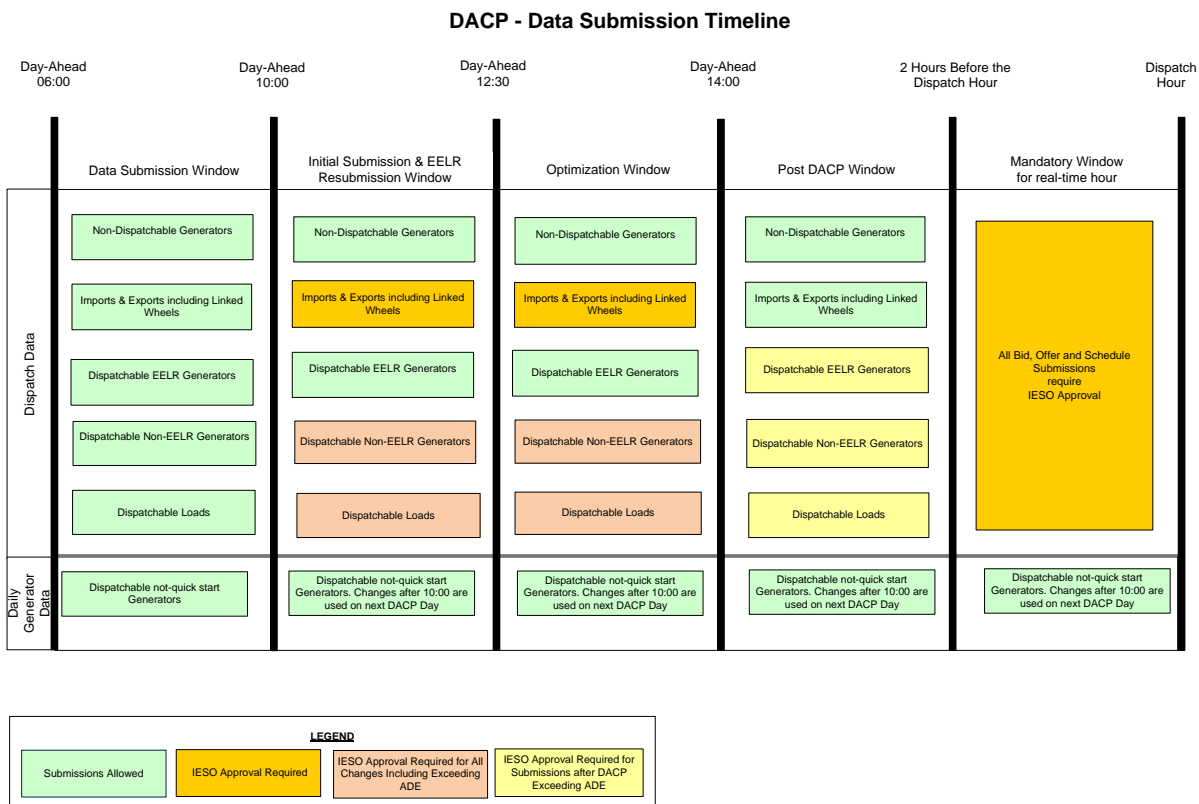 DACP - Data Submission Timeline
Day-Ahead
06:00
Day-Ahead
10:00
Day-Ahead
12:30
Day-Ahead
14:00
2 Hours Before the
Dispatch Hour
Dispatch
Hour
Data Submission Window
Initial Submission & EELR
Resubmission Window
Optimization Window
Post DACP Window
Mandatory Window
for real-time hour
Dispatch Data
Non-Dispatchable Generators
Non-Dispatchable Generators
Non-Dispatchable Generators
Non-Dispatchable Generators
Imports & Exports including Linked
Wheels
Imports & Exports including Linked
Wheels
Imports & Exports including Linked
Wheels
Imports & Exports including Linked
Wheels
Dispatchable EELR Generators
Dispatchable EELR Generators
Dispatchable EELR Generators
Dispatchable EELR Generators
All Bid, Offer and Schedule
Submissions
require
IESO Approval
Dispatchable Non-EELR Generators
Dispatchable Non-EELR Generators
Dispatchable Non-EELR Generators
Dispatchable Non-EELR Generators
Dispatchable Loads
Dispatchable Loads
Dispatchable Loads
Dispatchable Loads
Daily
Generator
Data
Dispatchable not-quick start
Generators
Dispatchable not-quick start
Generators. Changes after 10:00 are
used on next DACP Day
Dispatchable not-quick start
Generators. Changes after 10:00 are
used on next DACP Day
Dispatchable not-quick start
Generators. Changes after 10:00 are
used on next DACP Day
Dispatchable not-quick start
Generators. Changes after 10:00 are
used on next DACP Day
LEGEND
Submissions Allowed
IESO Approval Required
IESO Approval Required for All
Changes Including Exceeding
ADE
IESO Approval Required for
Submissions after DACP
Exceeding ADE